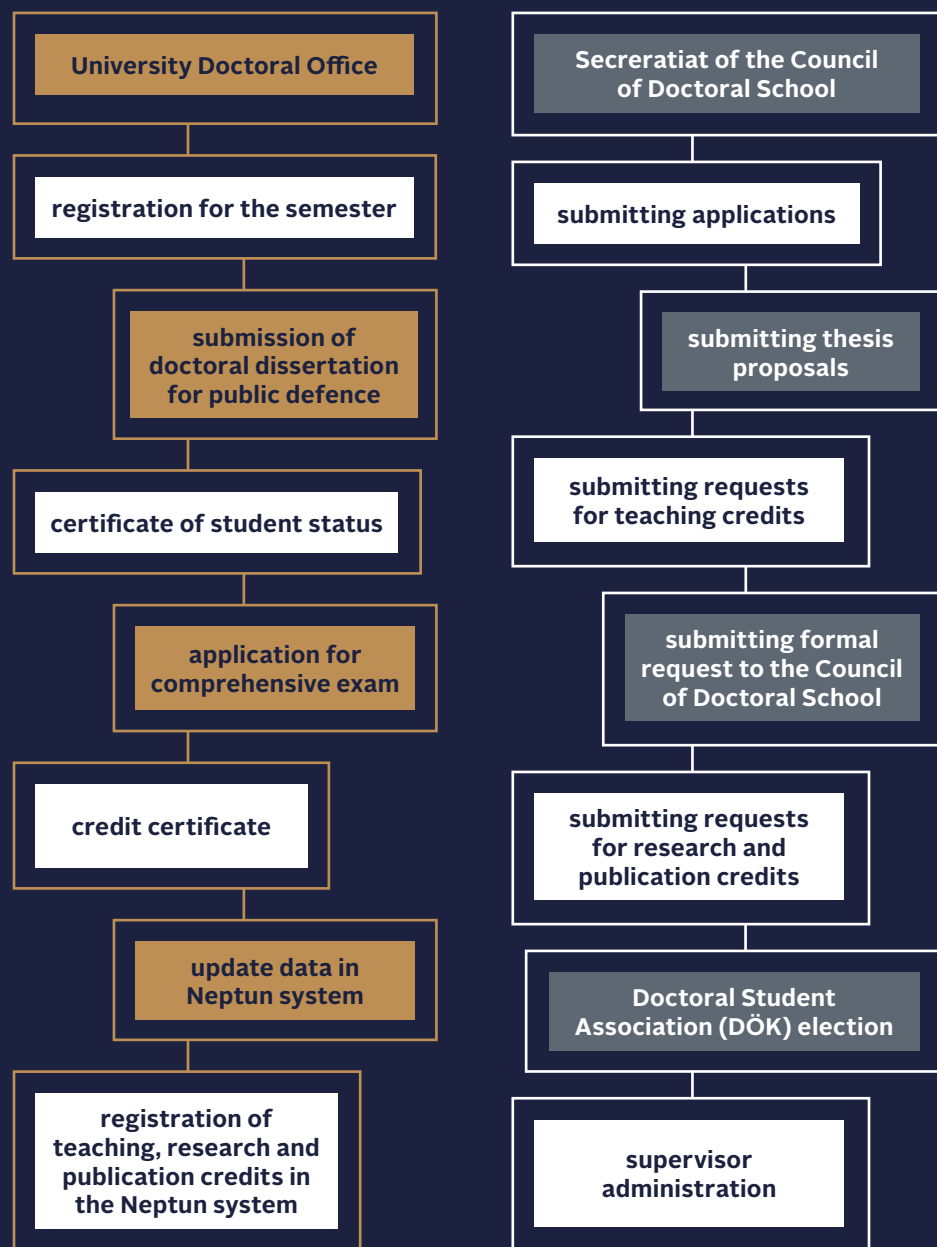 University Doctoral Office
registration for the semester
submission of
doctoral dissertation
for public defence
certificate of student status
application for
comprehensive exam
credit certificate
update data in
Neptun system
registration of
teaching, research and
publication credits in
the Neptun system
Secreratiat of the Council
of Doctoral School
submitting applications
submitting thesis
proposals
submitting requests
for teaching credits
submitting formal
request to the Council
of Doctoral School
submitting requests
for research and
publication credits
Doctoral Student
Association (DÖK) election
supervisor
administration